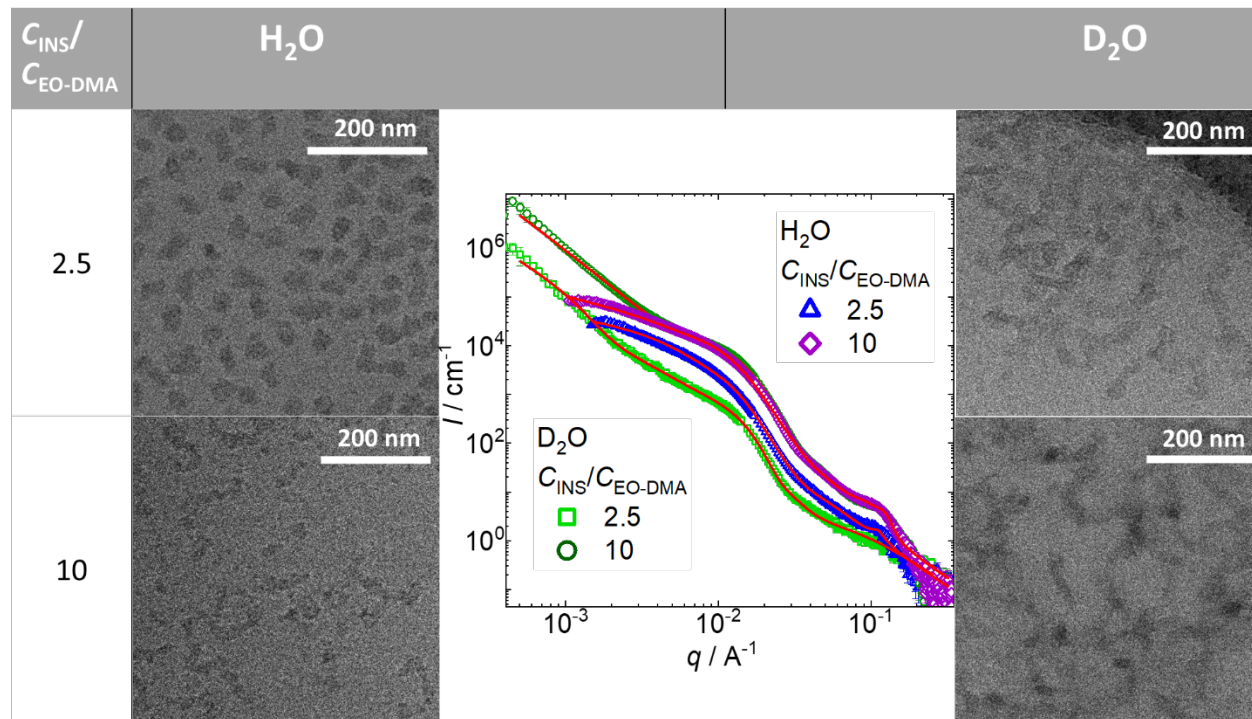 C_INS/
C_EO-DMA
H₂O
D₂O
2.5
200 nm
200 nm
10
200 nm
200 nm
I / cm⁻¹
10⁶
10⁴
10²
10⁰
10⁻³
10⁻²
10⁻¹
q / A⁻¹
H₂O
C_INS/C_EO-DMA
2.5
10
D₂O
C_INS/C_EO-DMA
2.5
10